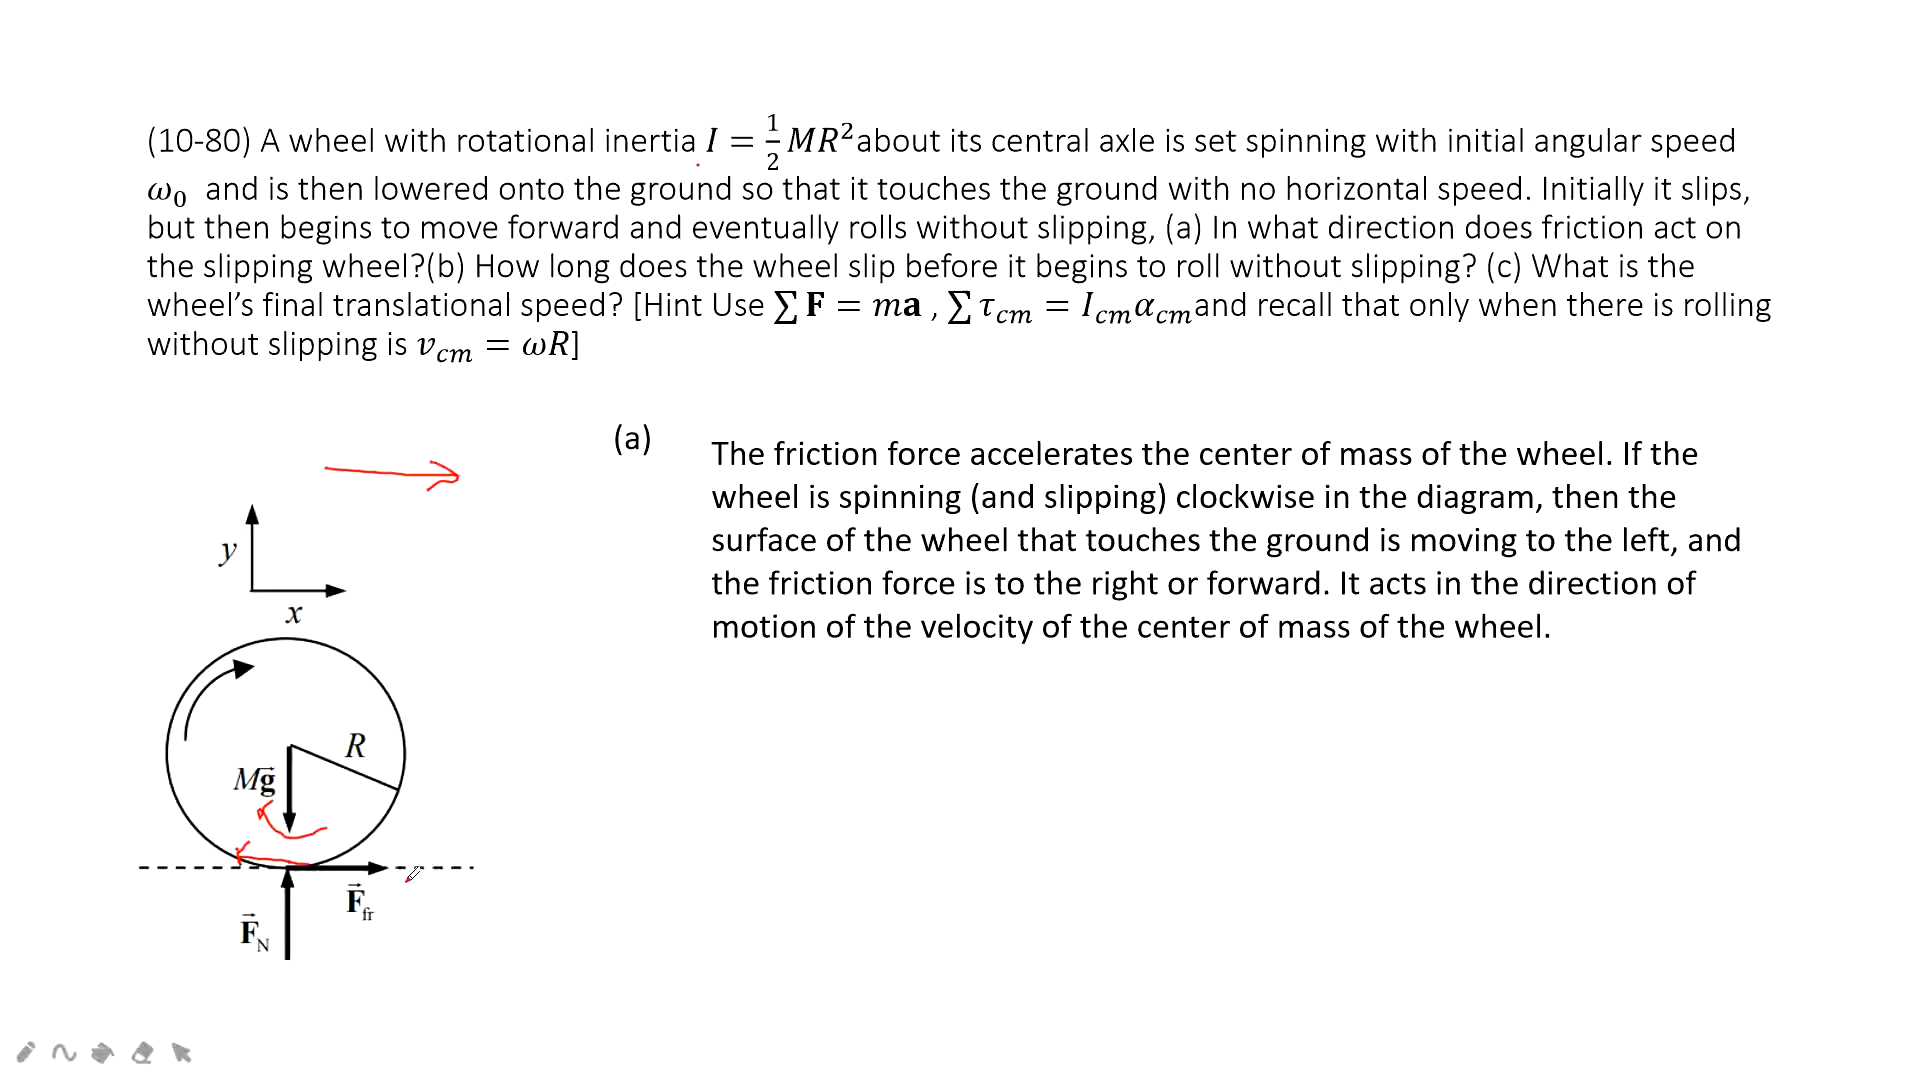 (10-80) A wheel with rotational inertia I = 1/2 MR² about its central axle is set spinning with initial angular speed
ω₀ and is then lowered onto the ground so that it touches the ground with no horizontal speed. Initially it slips,
but then begins to move forward and eventually rolls without slipping, (a) In what direction does friction act on
the slipping wheel?(b) How long does the wheel slip before it begins to roll without slipping? (c) What is the
wheel’s final translational speed? [Hint Use ∑ F = ma , ∑ τcm = Icmαcm and recall that only when there is rolling
without slipping is vcm = ωR]
(a)
The friction force accelerates the center of mass of the wheel. If the
wheel is spinning (and slipping) clockwise in the diagram, then the
surface of the wheel that touches the ground is moving to the left, and
the friction force is to the right or forward. It acts in the direction of
motion of the velocity of the center of mass of the wheel.
y
x
R
Mg⃗
F⃗fr
F⃗N